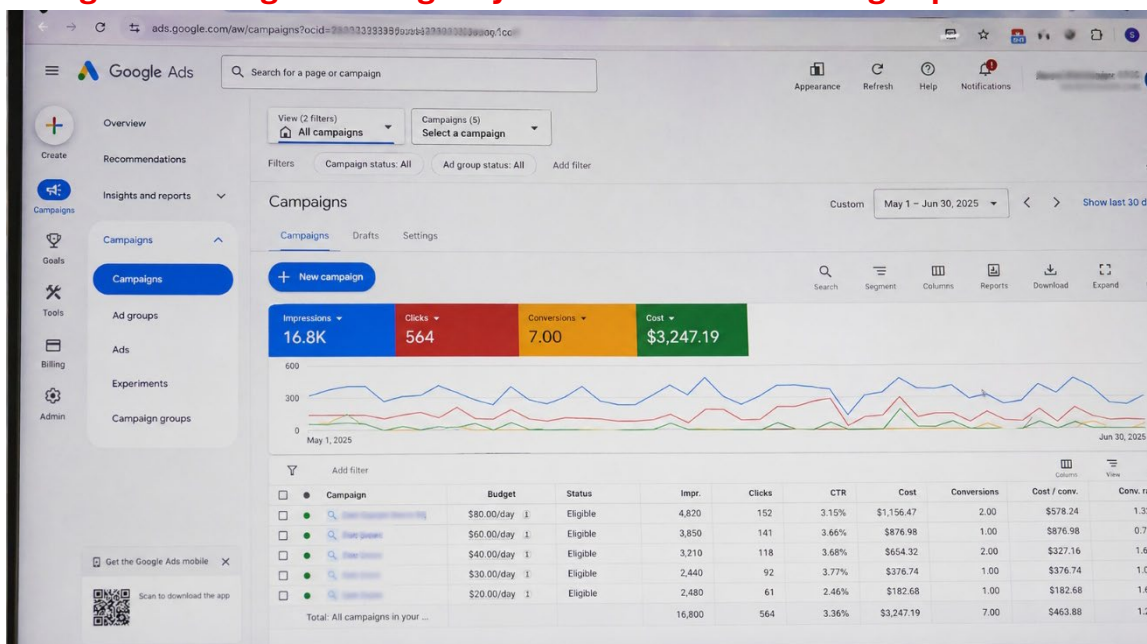 ads.google.com/aw/campaigns?ocid=
Google Ads
Search for a page or campaign
Appearance
Refresh
Help
Notifications
Create
Campaigns
Goals
Tools
Billing
Admin
Overview
Recommendations
Insights and reports
Campaigns
Campaigns
Ad groups
Ads
Experiments
Campaign groups
Get the Google Ads mobile X
Scan to download the app
View (2 filters)
All campaigns
Campaigns (5)
Select a campaign
Filters
Campaign status: All
Ad group status: All
Add filter
Campaigns
Custom
May 1 – Jun 30, 2025
Show last 30 d
Campaigns
Drafts
Settings
+ New campaign
Search
Segment
Columns
Reports
Download
Expand
Impressions
16.8K
Clicks
564
Conversions
7.00
Cost
$3,247.19
600
300
0
May 1, 2025
Jun 30, 2025
Add filter
Column
View
Campaign Budget Status Impr. Clicks CTR Cost Conversions Cost / conv. Conv. ra
$80.00/day Eligible 4,820 152 3.15% $1,156.47 2.00 $578.24
$60.00/day Eligible 3,850 141 3.66% $876.98 1.00 $876.98
$40.00/day Eligible 3,210 118 3.68% $654.32 2.00 $327.16
$30.00/day Eligible 2,440 92 3.77% $376.74 1.00 $376.74
$20.00/day Eligible 2,480 61 2.46% $182.68 1.00 $182.68
Total: All campaigns in your ... 16,800 564 3.36% $3,247.19 7.00 $463.88